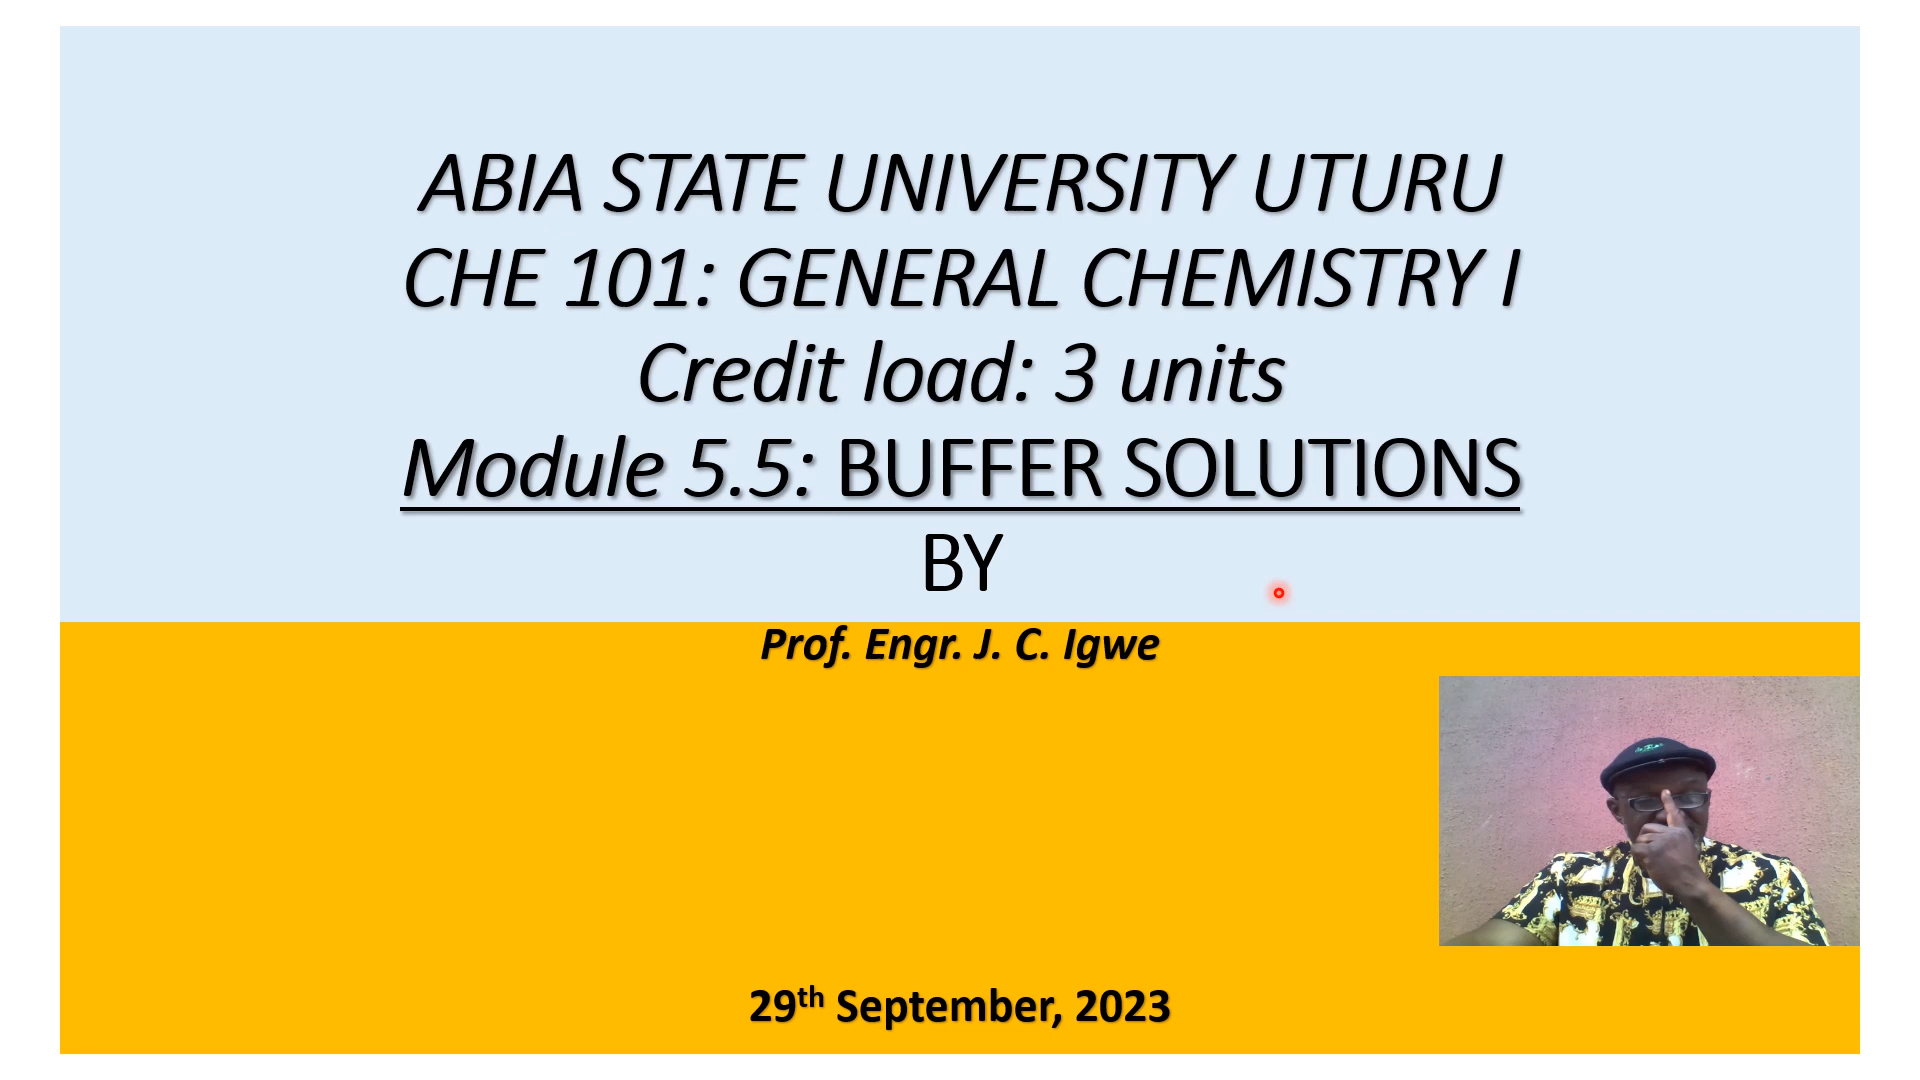 ABIA STATE UNIVERSITY UTURU
CHE 101: GENERAL CHEMISTRY I
Credit load: 3 units
Module 5.5: BUFFER SOLUTIONS
BY
Prof. Engr. J. C. Igwe
29th September, 2023